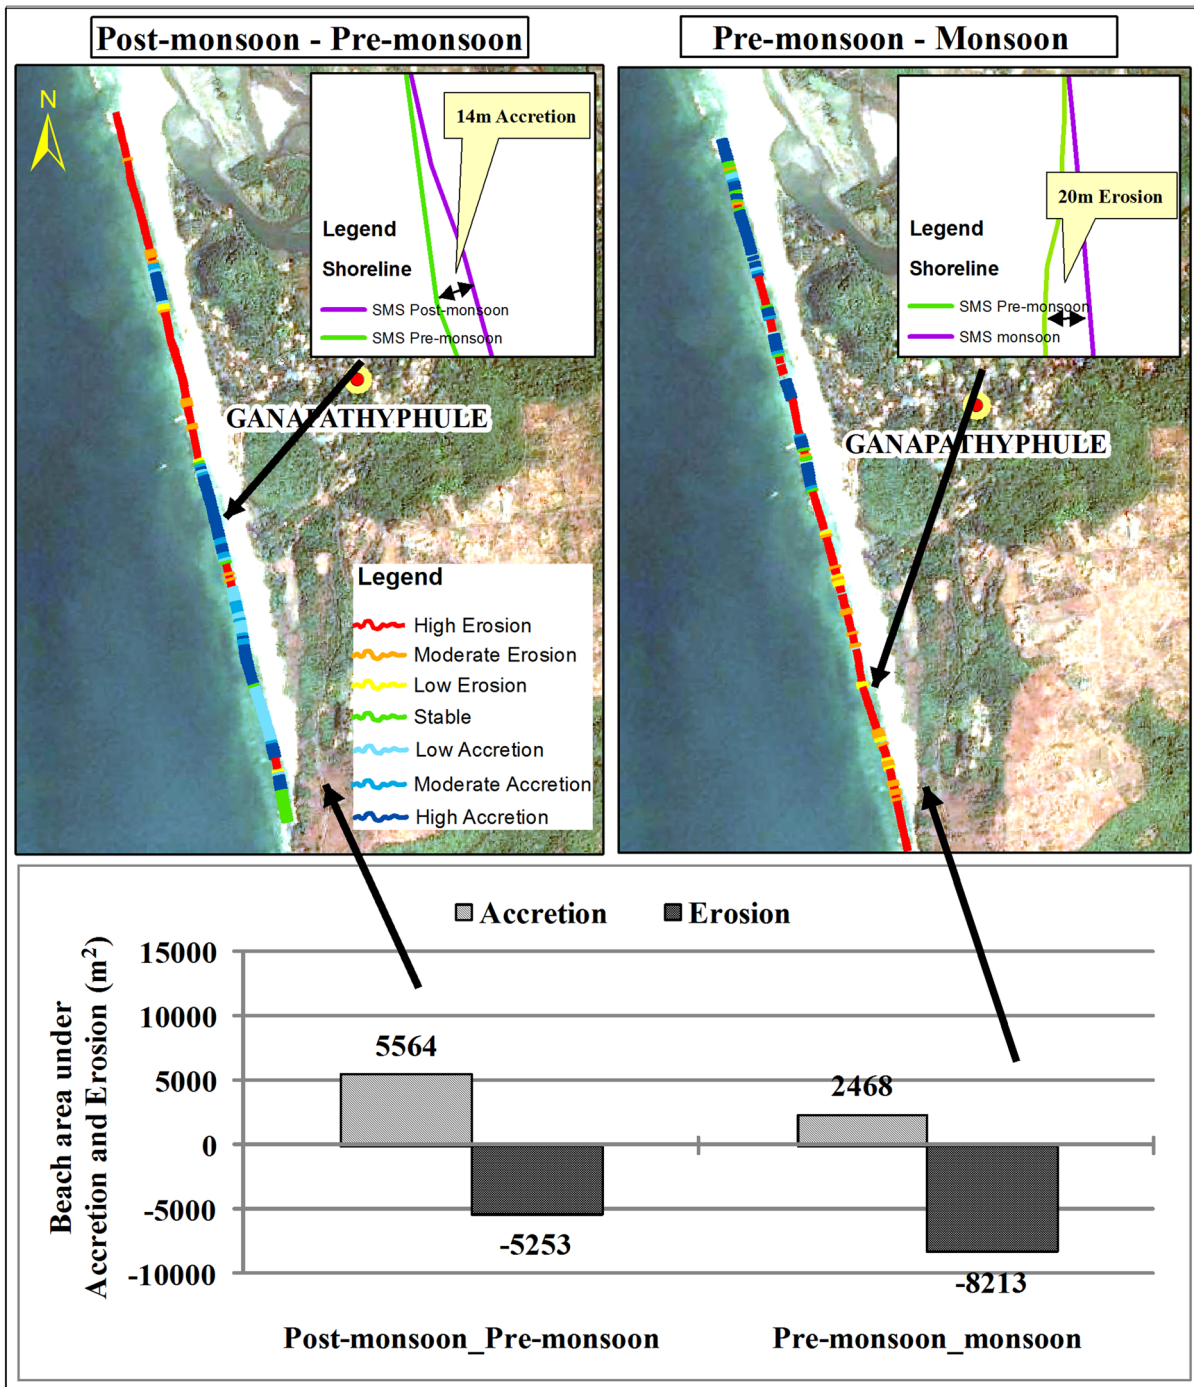 Post-monsoon - Pre-monsoon
Pre-monsoon - Monsoon
N
14m Accretion
Legend
Shoreline
SMS Post-monsoon
SMS Pre-monsoon
GANAPATHYPHULE
Legend
High Erosion
Moderate Erosion
Low Erosion
Stable
Low Accretion
Moderate Accretion
High Accretion
20m Erosion
Legend
Shoreline
SMS Pre-monsoon
SMS monsoon
GANAPATHYPHULE
Accretion
Erosion
Beach area under
Accretion and Erosion (m²)
15000
10000
5000
0
-5000
-10000
5564
-5253
2468
-8213
Post-monsoon_Pre-monsoon
Pre-monsoon_monsoon